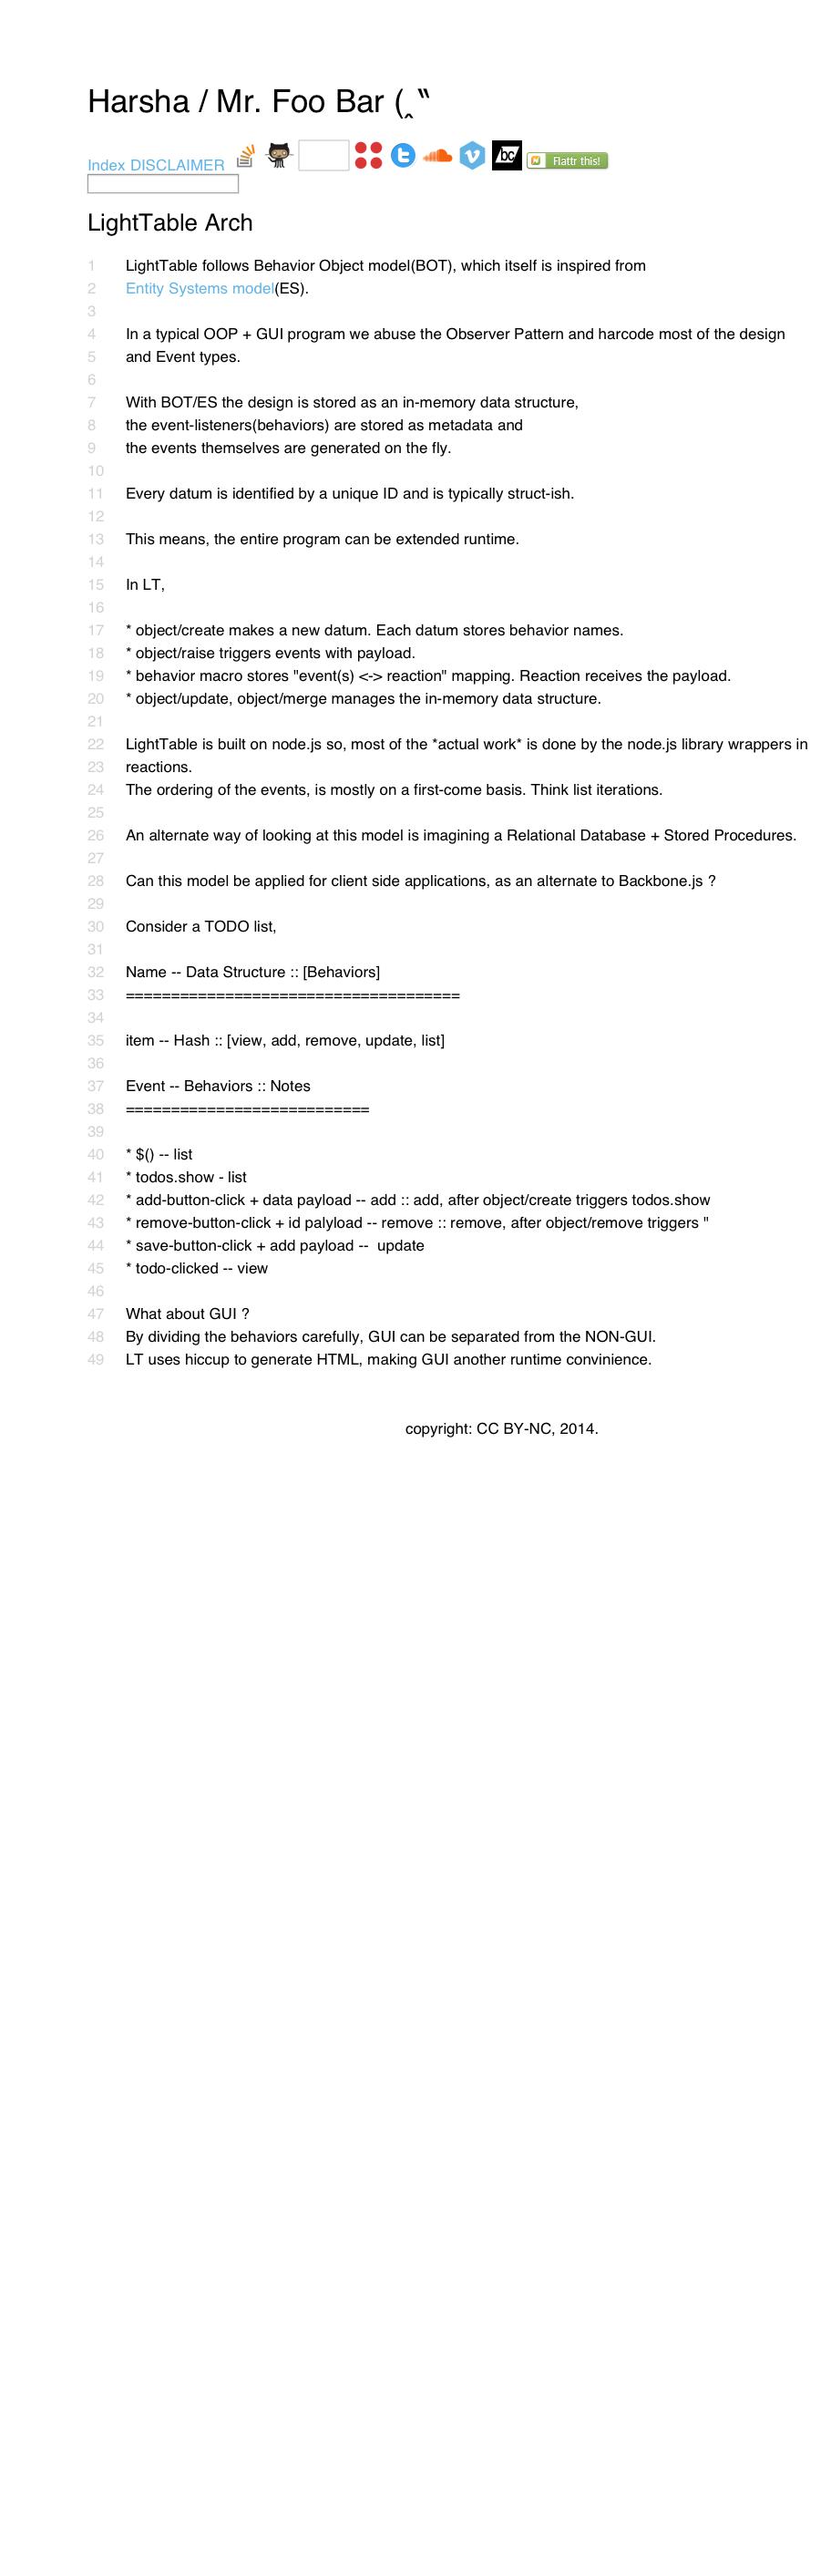 Harsha / Mr. Foo Bar (‸ ‶
Index DISCLAIMER
bc
Flattr this!
LightTable Arch
1 LightTable follows Behavior Object model(BOT), which itself is inspired from
2 Entity Systems model(ES).
3
4 In a typical OOP + GUI program we abuse the Observer Pattern and harcode most of the design
5 and Event types.
6
7 With BOT/ES the design is stored as an in-memory data structure,
8 the event-listeners(behaviors) are stored as metadata and
9 the events themselves are generated on the fly.
10
11 Every datum is identified by a unique ID and is typically struct-ish.
12
13 This means, the entire program can be extended runtime.
14
15 In LT,
16
17 * object/create makes a new datum. Each datum stores behavior names.
18 * object/raise triggers events with payload.
19 * behavior macro stores "event(s) <-> reaction" mapping. Reaction receives the payload.
20 * object/update, object/merge manages the in-memory data structure.
21
22 LightTable is built on node.js so, most of the *actual work* is done by the node.js library wrappers in
23 reactions.
24 The ordering of the events, is mostly on a first-come basis. Think list iterations.
25
26 An alternate way of looking at this model is imagining a Relational Database + Stored Procedures.
27
28 Can this model be applied for client side applications, as an alternate to Backbone.js ?
29
30 Consider a TODO list,
31
32 Name -- Data Structure :: [Behaviors]
33 =====================================
34
35 item -- Hash :: [view, add, remove, update, list]
36
37 Event -- Behaviors :: Notes
38 ===========================
39
40 * $() -- list
41 * todos.show - list
42 * add-button-click + data payload -- add :: add, after object/create triggers todos.show
43 * remove-button-click + id palyload -- remove :: remove, after object/remove triggers "
44 * save-button-click + add payload --  update
45 * todo-clicked -- view
46
47 What about GUI ?
48 By dividing the behaviors carefully, GUI can be separated from the NON-GUI.
49 LT uses hiccup to generate HTML, making GUI another runtime convinience.
copyright: CC BY-NC, 2014.